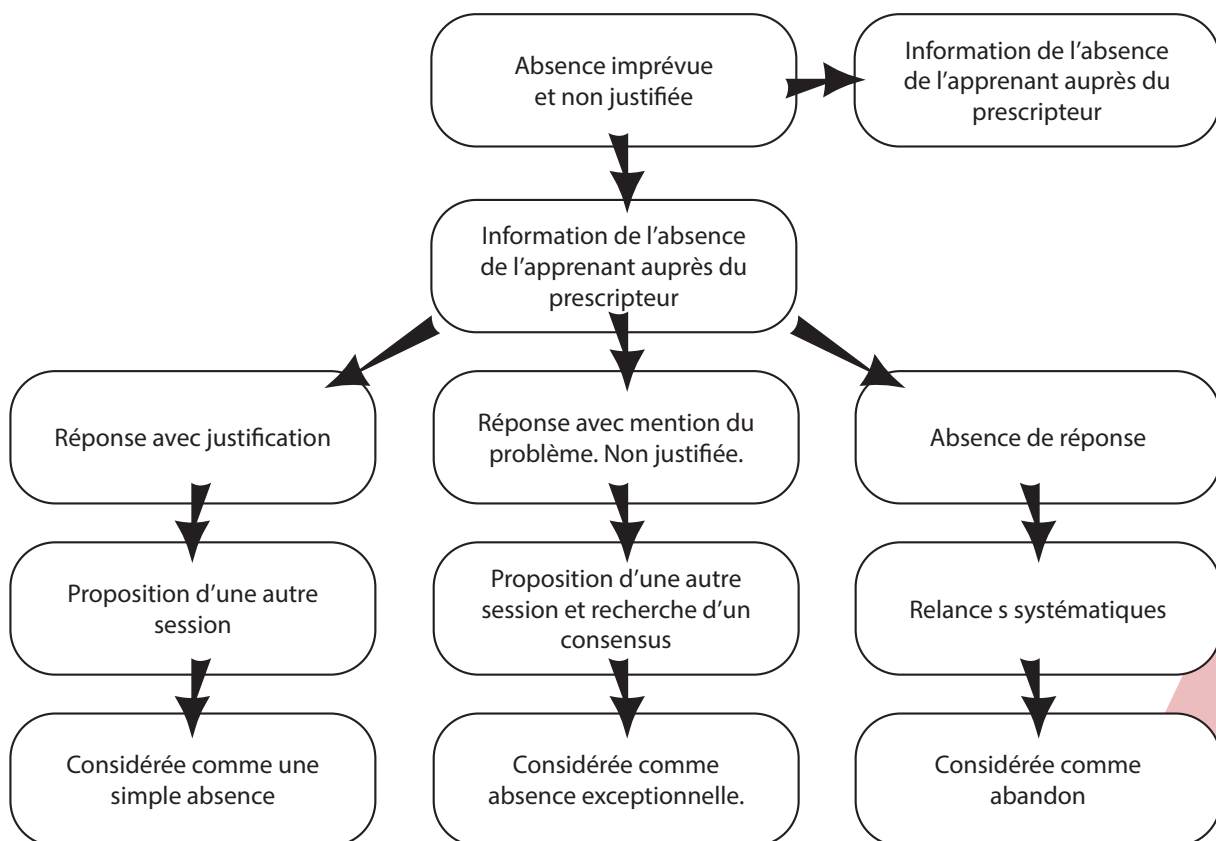 Absence imprévue
et non justifiée
Information de l’absence
de l’apprenant auprès du
prescripteur
Information de l’absence
de l’apprenant auprès du
prescripteur
Réponse avec justification
Réponse avec mention du
problème. Non justifiée.
Absence de réponse
Proposition d’une autre
session
Proposition d’une autre
session et recherche d’un
consensus
Relance s systématiques
Considérée comme une
simple absence
Considérée comme
absence exceptionnelle.
Considérée comme
abandon